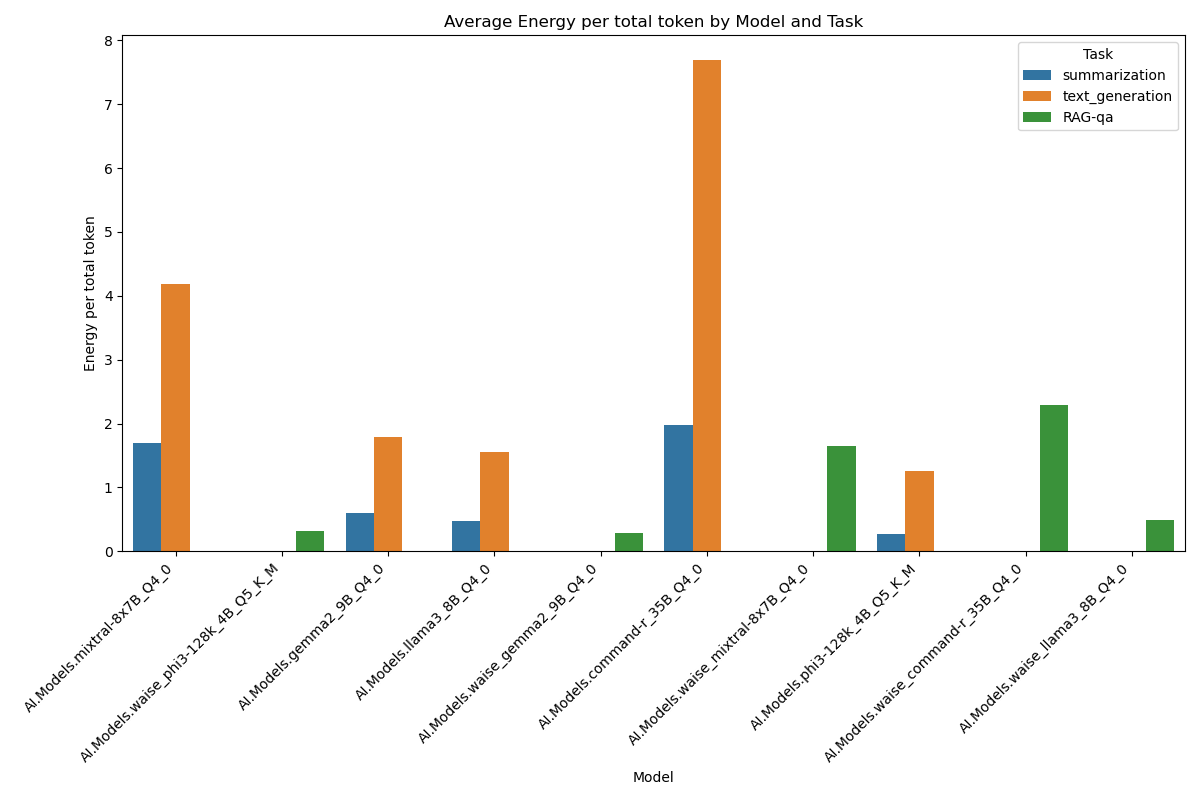 Average Energy per total token by Model and Task
Task
summarization
text_generation
RAG-qa
Energy per total token
8
7
6
5
4
3
2
1
0
AI.Models.mixtral-8x7B_Q4_0
AI.Models.waise_phi3-128k_4B_Q5_K_M
AI.Models.gemma2_9B_Q4_0
AI.Models.llama3_8B_Q4_0
AI.Models.waise_gemma2_9B_Q4_0
AI.Models.command-r_35B_Q4_0
AI.Models.waise_mixtral-8x7B_Q4_0
AI.Models.phi3-128k_4B_Q5_K_M
AI.Models.waise_command-r_35B_Q4_0
AI.Models.waise_llama3_8B_Q4_0
Model